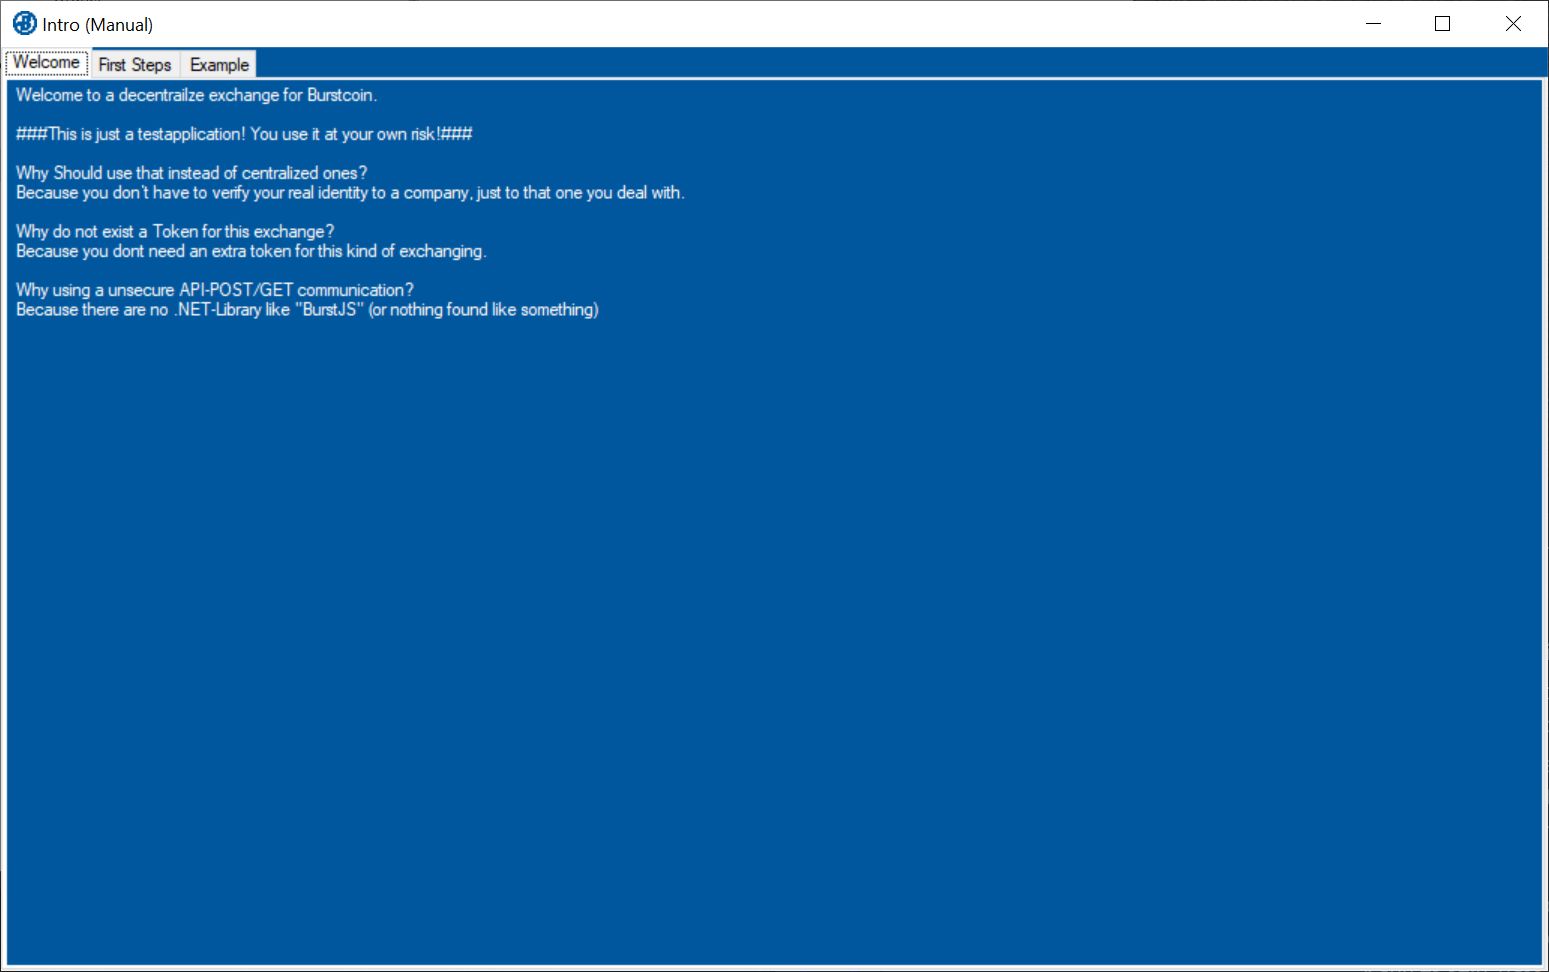 Intro (Manual)
Welcome
First Steps
Example
Welcome to a decentrailze exchange for Burstcoin.
###This is just a testapplication! You use it at your own risk!###
Why Should use that instead of centralized ones?
Because you don't have to verify your real identity to a company, just to that one you deal with.
Why do not exist a Token for this exchange?
Because you dont need an extra token for this kind of exchanging.
Why using a unsecure API-POST/GET communication?
Because there are no .NET-Library like "BurstJS" (or nothing found like something)